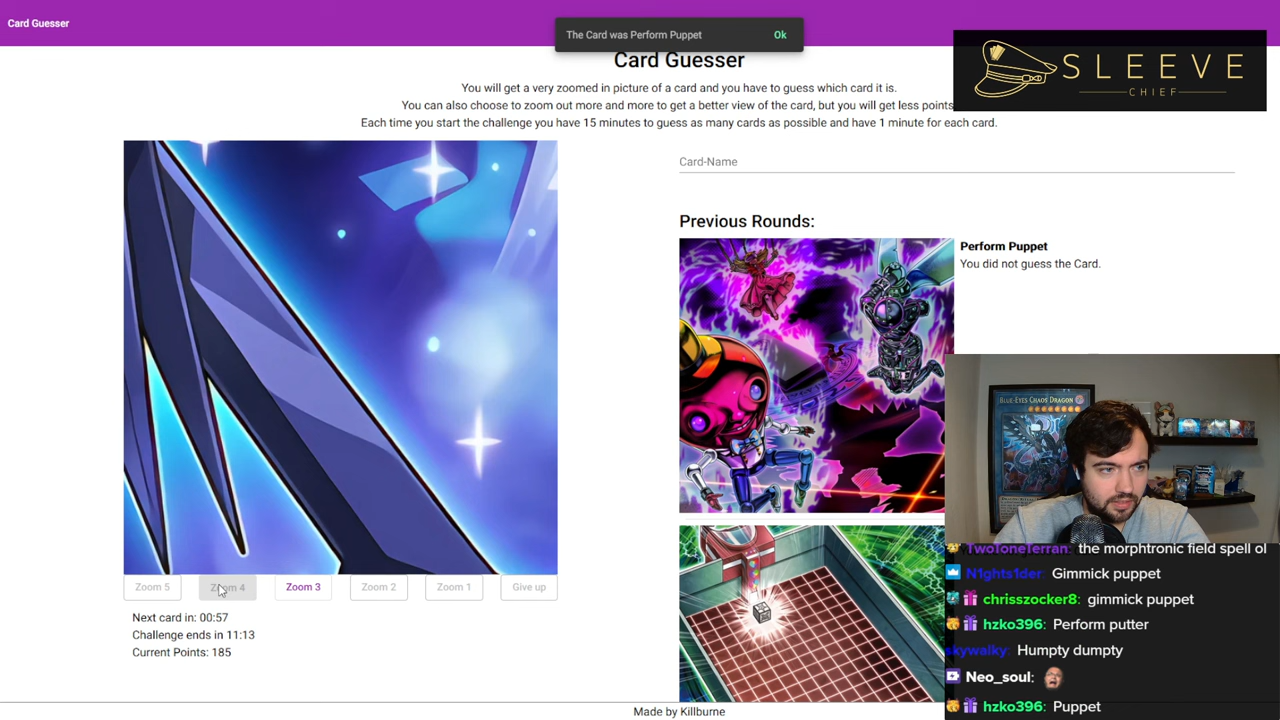 Card Guesser
The Card was Perform Puppet
Ok
SLEEVE
CHIEF
Card Guesser
You will get a very zoomed in picture of a card and you have to guess which card it is.
You can also choose to zoom out more and more to get a better view of the card, but you will get less points
Each time you start the challenge you have 15 minutes to guess as many cards as possible and have 1 minute for each card.
Card-Name
Previous Rounds:
Perform Puppet
You did not guess the Card.
BLUE-EYES CHAOS DRAGON
Zoom 5
Zoom 4
Zoom 3
Zoom 2
Zoom 1
Give up
Next card in: 00:57
Challenge ends in 11:13
Current Points: 185
TwoToneTerran: the morphtronic field spell ol
N1ghts1der: Gimmick puppet
chrisszocker8: gimmick puppet
hzko396: Perform putter
skywalky: Humpty dumpty
Neo_soul:
hzko396: Puppet
Made by Killburne